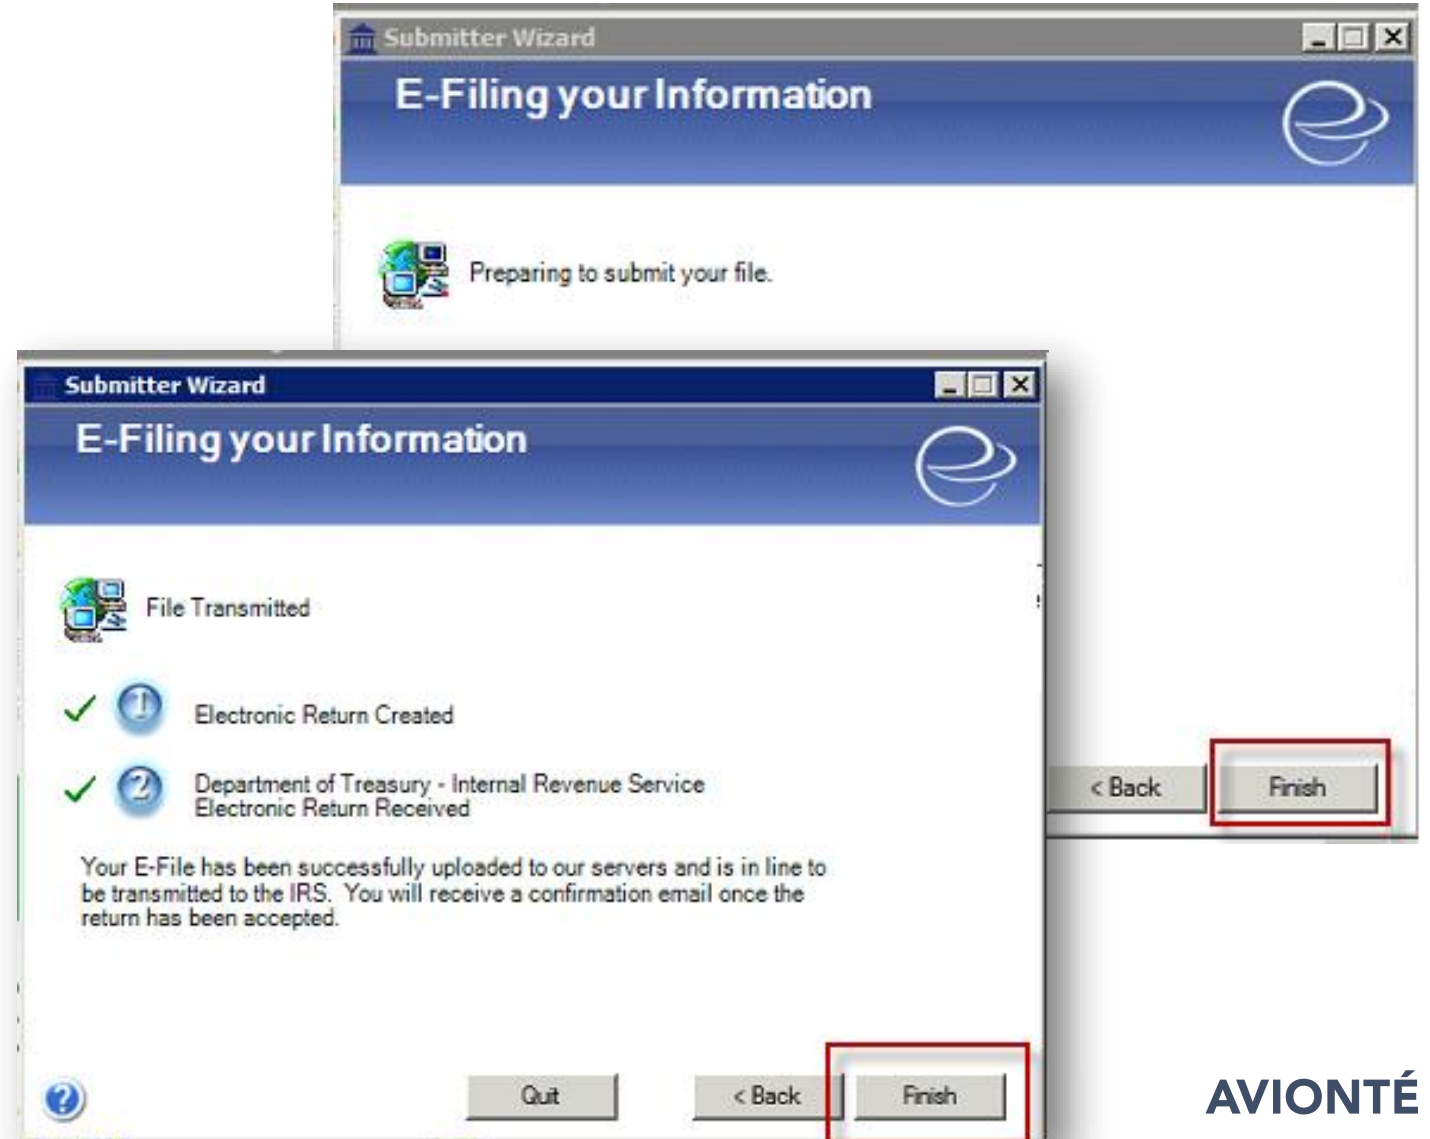 Submitter Wizard
E-Filing your Information
Preparing to submit your file.
< Back
Finish
Submitter Wizard
E-Filing your Information
File Transmitted
1
Electronic Return Created
2
Department of Treasury - Internal Revenue Service
Electronic Return Received
Your E-File has been successfully uploaded to our servers and is in line to
be transmitted to the IRS.  You will receive a confirmation email once the
return has been accepted.
?
Quit
< Back
Finish
AVIONTÉ